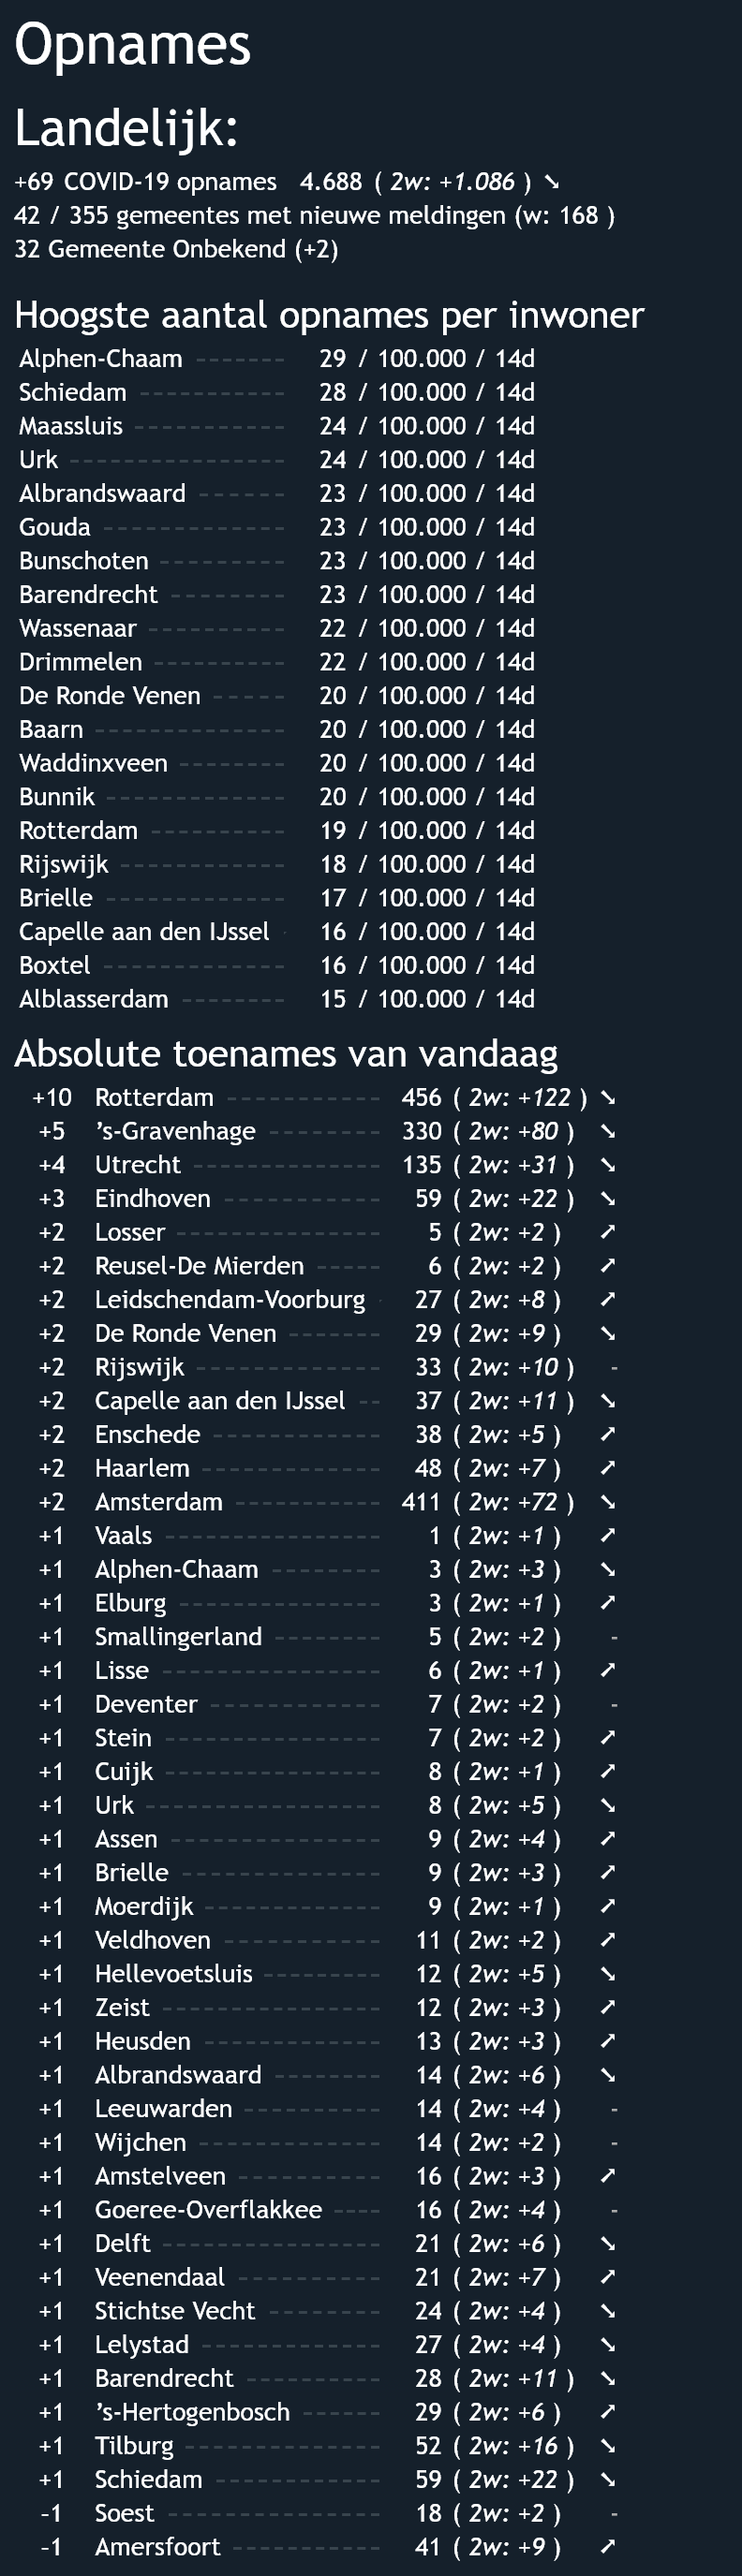 Opnames
Landelijk:
+69 COVID-19 opnames 4.688 ( 2w: +1.086 ) ➘
42 / 355 gemeentes met nieuwe meldingen (w: 168 )
32 Gemeente Onbekend (+2)
Hoogste aantal opnames per inwoner
Alphen-Chaam ------- 29 / 100.000 / 14d
Schiedam ----------- 28 / 100.000 / 14d
Maassluis ----------- 24 / 100.000 / 14d
Urk ---------------- 24 / 100.000 / 14d
Albrandswaard ------ 23 / 100.000 / 14d
Gouda ------------- 23 / 100.000 / 14d
Bunschoten --------- 23 / 100.000 / 14d
Barendrecht -------- 23 / 100.000 / 14d
Wassenaar ---------- 22 / 100.000 / 14d
Drimmelen ---------- 22 / 100.000 / 14d
De Ronde Venen ----- 20 / 100.000 / 14d
Baarn -------------- 20 / 100.000 / 14d
Waddinxveen -------- 20 / 100.000 / 14d
Bunnik ------------- 20 / 100.000 / 14d
Rotterdam ---------- 19 / 100.000 / 14d
Rijswijk ------------ 18 / 100.000 / 14d
Brielle ------------- 17 / 100.000 / 14d
Capelle aan den IJssel - 16 / 100.000 / 14d
Boxtel ------------- 16 / 100.000 / 14d
Alblasserdam -------- 15 / 100.000 / 14d
Absolute toenames van vandaag
+10 Rotterdam ----------- 456 ( 2w: +122 ) ➘
+5 's-Gravenhage -------- 330 ( 2w: +80 ) ➘
+4 Utrecht -------------- 135 ( 2w: +31 ) ➘
+3 Eindhoven ----------- 59 ( 2w: +22 ) ➘
+2 Losser --------------- 5 ( 2w: +2 ) ➚
+2 Reusel-De Mierden ----- 6 ( 2w: +2 ) ➚
+2 Leidschendam-Voorburg - 27 ( 2w: +8 ) ➚
+2 De Ronde Venen ------- 29 ( 2w: +9 ) ➘
+2 Rijswijk ------------- 33 ( 2w: +10 ) -
+2 Capelle aan den IJssel -- 37 ( 2w: +11 ) ➘
+2 Enschede ------------ 38 ( 2w: +5 ) ➚
+2 Haarlem ------------- 48 ( 2w: +7 ) ➚
+2 Amsterdam ----------- 411 ( 2w: +72 ) ➘
+1 Vaals ---------------- 1 ( 2w: +1 ) ➚
+1 Alphen-Chaam -------- 3 ( 2w: +3 ) ➘
+1 Elburg --------------- 3 ( 2w: +1 ) ➚
+1 Smallingerland -------- 5 ( 2w: +2 ) -
+1 Lisse ---------------- 6 ( 2w: +1 ) ➚
+1 Deventer ------------ 7 ( 2w: +2 ) -
+1 Stein ---------------- 7 ( 2w: +2 ) ➚
+1 Cuijk ---------------- 8 ( 2w: +1 ) ➚
+1 Urk ----------------- 8 ( 2w: +5 ) ➘
+1 Assen --------------- 9 ( 2w: +4 ) ➚
+1 Brielle -------------- 9 ( 2w: +3 ) ➚
+1 Moerdijk ------------- 9 ( 2w: +1 ) ➚
+1 Veldhoven ----------- 11 ( 2w: +2 ) ➚
+1 Hellevoetsluis -------- 12 ( 2w: +5 ) ➘
+1 Zeist ---------------- 12 ( 2w: +3 ) ➚
+1 Heusden ------------- 13 ( 2w: +3 ) ➚
+1 Albrandswaard -------- 14 ( 2w: +6 ) ➘
+1 Leeuwarden ---------- 14 ( 2w: +4 ) -
+1 Wijchen ------------- 14 ( 2w: +2 ) -
+1 Amstelveen ---------- 16 ( 2w: +3 ) ➚
+1 Goeree-Overflakkee ---- 16 ( 2w: +4 ) -
+1 Delft ---------------- 21 ( 2w: +6 ) ➘
+1 Veenendaal ---------- 21 ( 2w: +7 ) ➚
+1 Stichtse Vecht -------- 24 ( 2w: +4 ) ➘
+1 Lelystad ------------- 27 ( 2w: +4 ) ➘
+1 Barendrecht ---------- 28 ( 2w: +11 ) ➘
+1 's-Hertogenbosch ------ 29 ( 2w: +6 ) ➚
+1 Tilburg -------------- 52 ( 2w: +16 ) ➘
+1 Schiedam ------------ 59 ( 2w: +22 ) ➘
-1 Soest --------------- 18 ( 2w: +2 ) -
-1 Amersfoort ----------- 41 ( 2w: +9 ) ➚